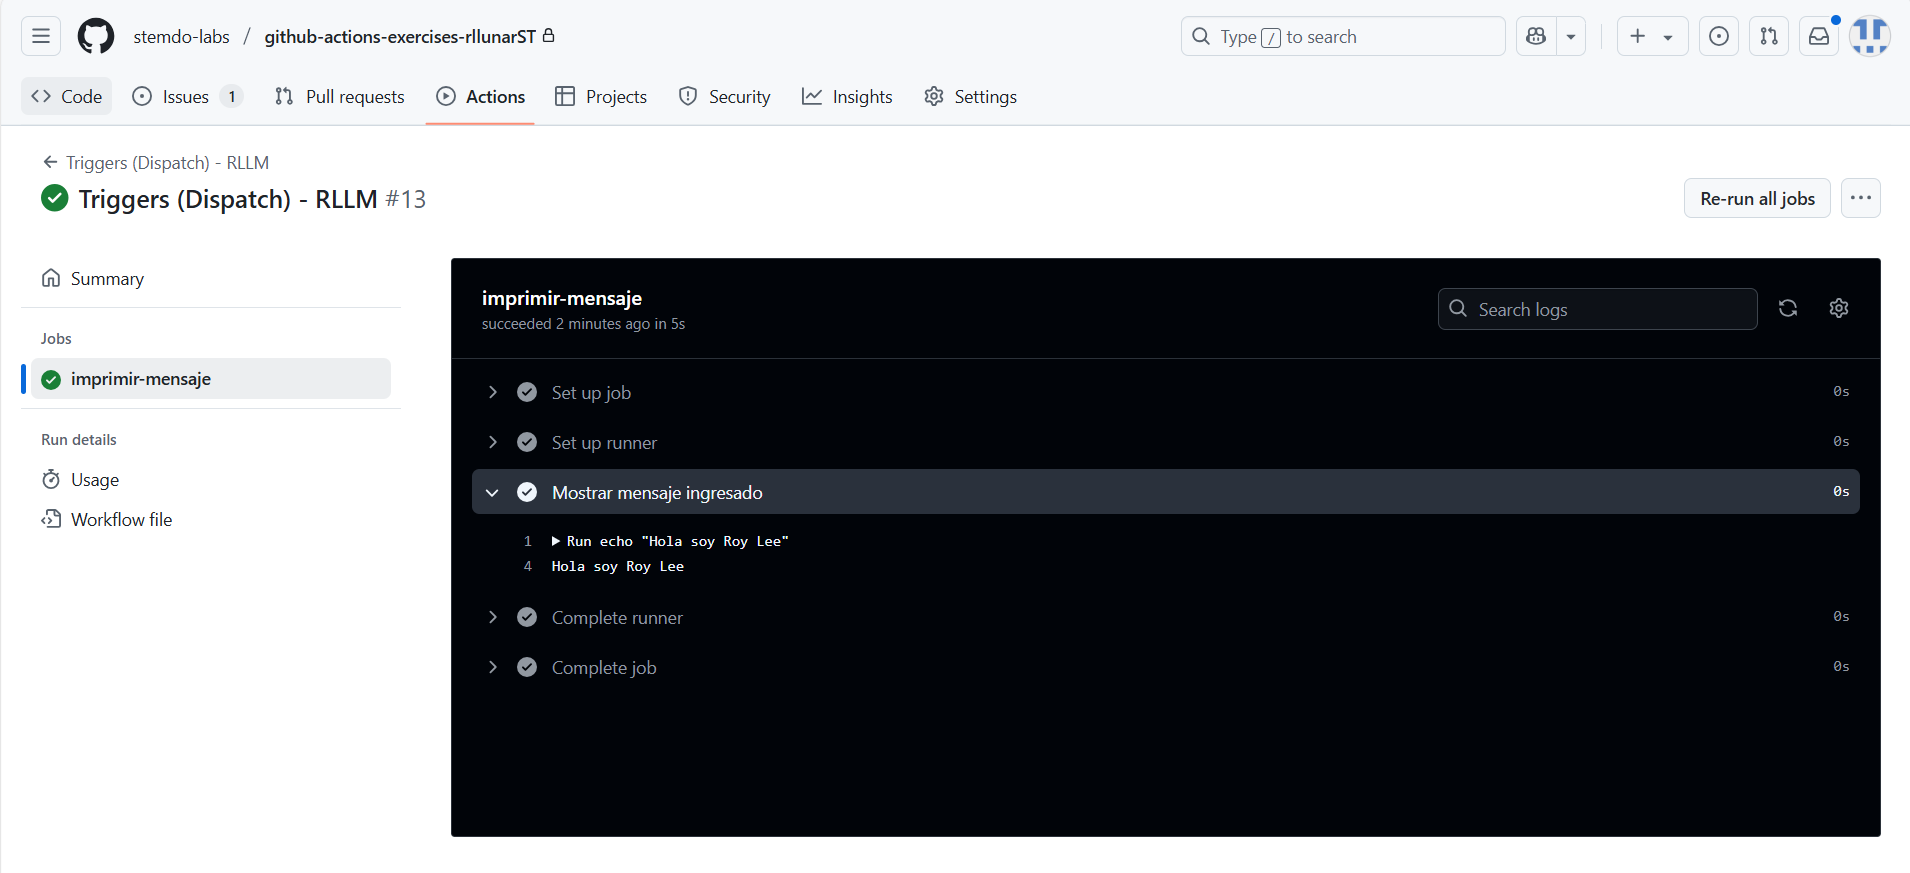 stemdo-labs / github-actions-exercises-rllunarST
Type / to search
Code
Issues 1
Pull requests
Actions
Projects
Security
Insights
Settings
Triggers (Dispatch) - RLLM
Triggers (Dispatch) - RLLM #13
Re-run all jobs
Summary
Jobs
imprimir-mensaje
Run details
Usage
Workflow file
imprimir-mensaje
succeeded 2 minutes ago in 5s
Search logs
Set up job 0s
Set up runner 0s
Mostrar mensaje ingresado 0s
1 Run echo "Hola soy Roy Lee"
4 Hola soy Roy Lee
Complete runner 0s
Complete job 0s